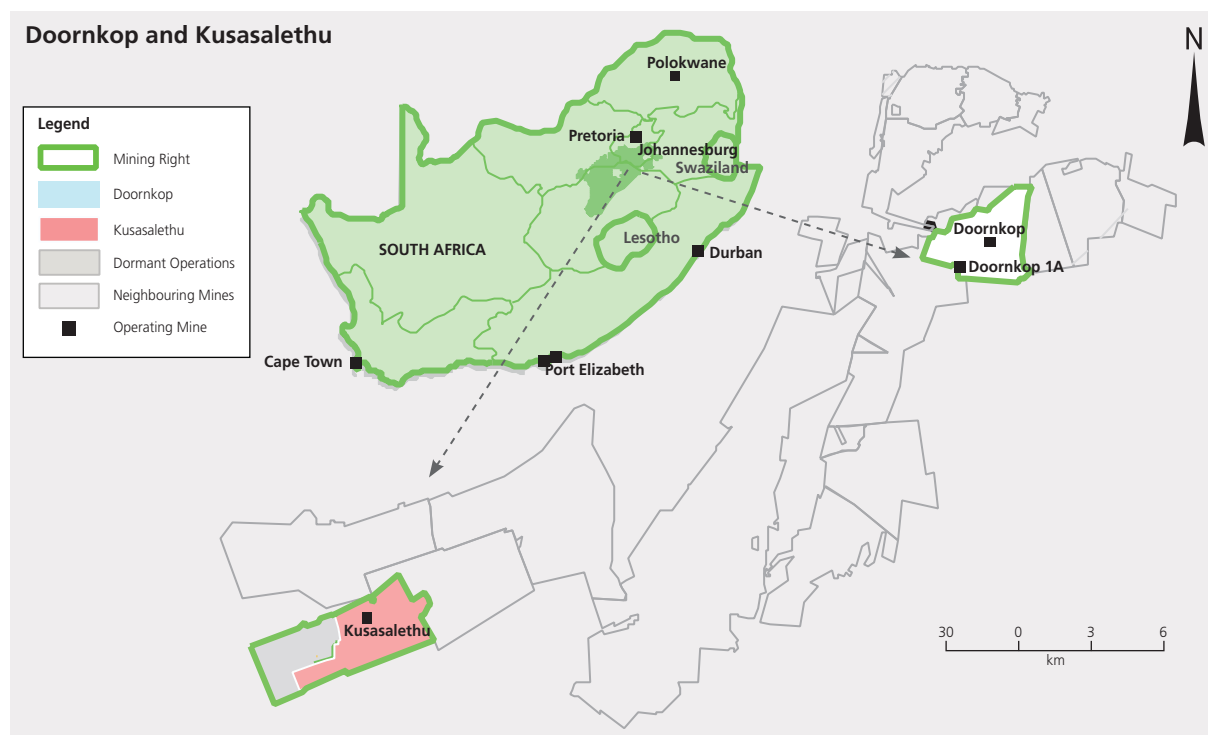 Doornkop and Kusasalethu
N
Legend
Mining Right
Doornkop
Kusasalethu
Dormant Operations
Neighbouring Mines
Operating Mine
Polokwane
Pretoria
Johannesburg
Swaziland
SOUTH AFRICA
Lesotho
Durban
Cape Town
Port Elizabeth
Doornkop
Doornkop 1A
Kusasalethu
30 0 3 6
km